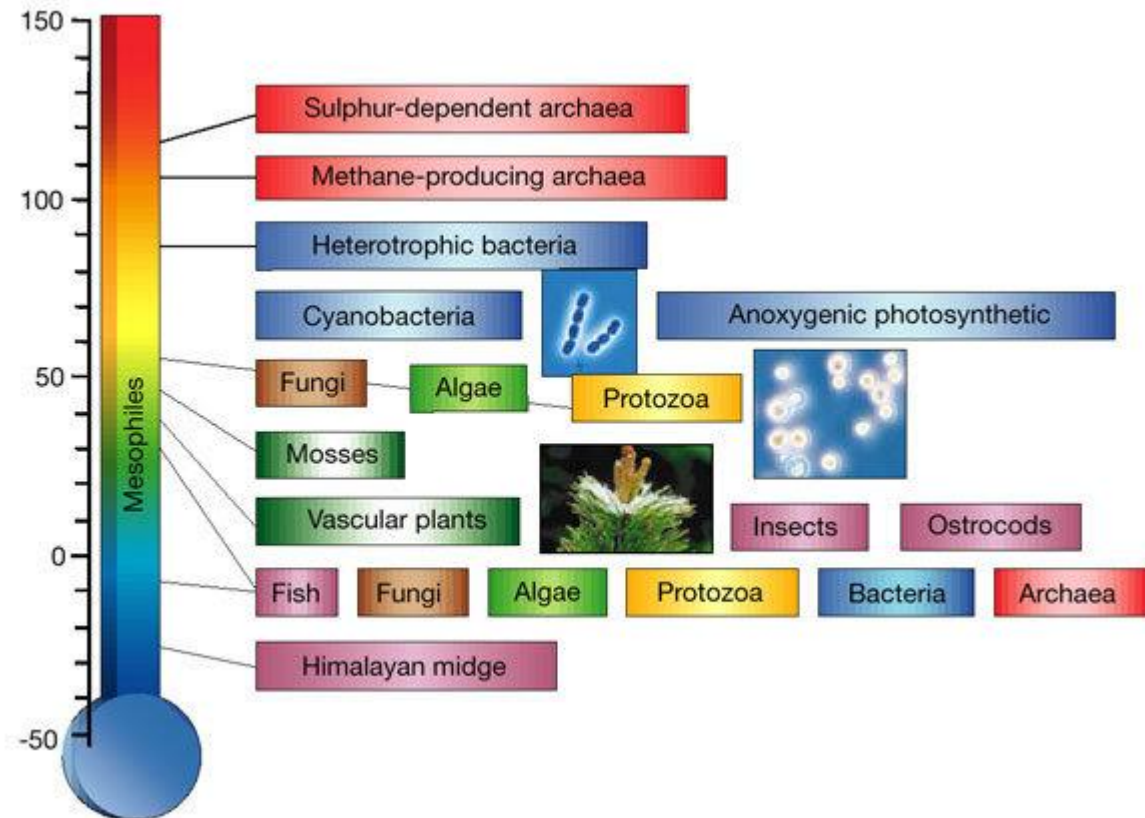 150
Sulphur-dependent archaea
Methane-producing archaea
100
Heterotrophic bacteria
Cyanobacteria
Anoxygenic photosynthetic
50
Fungi
Algae
Protozoa
Mesophiles
Mosses
Vascular plants
Insects
Ostrocods
0
Fish
Fungi
Algae
Protozoa
Bacteria
Archaea
Himalayan midge
-50